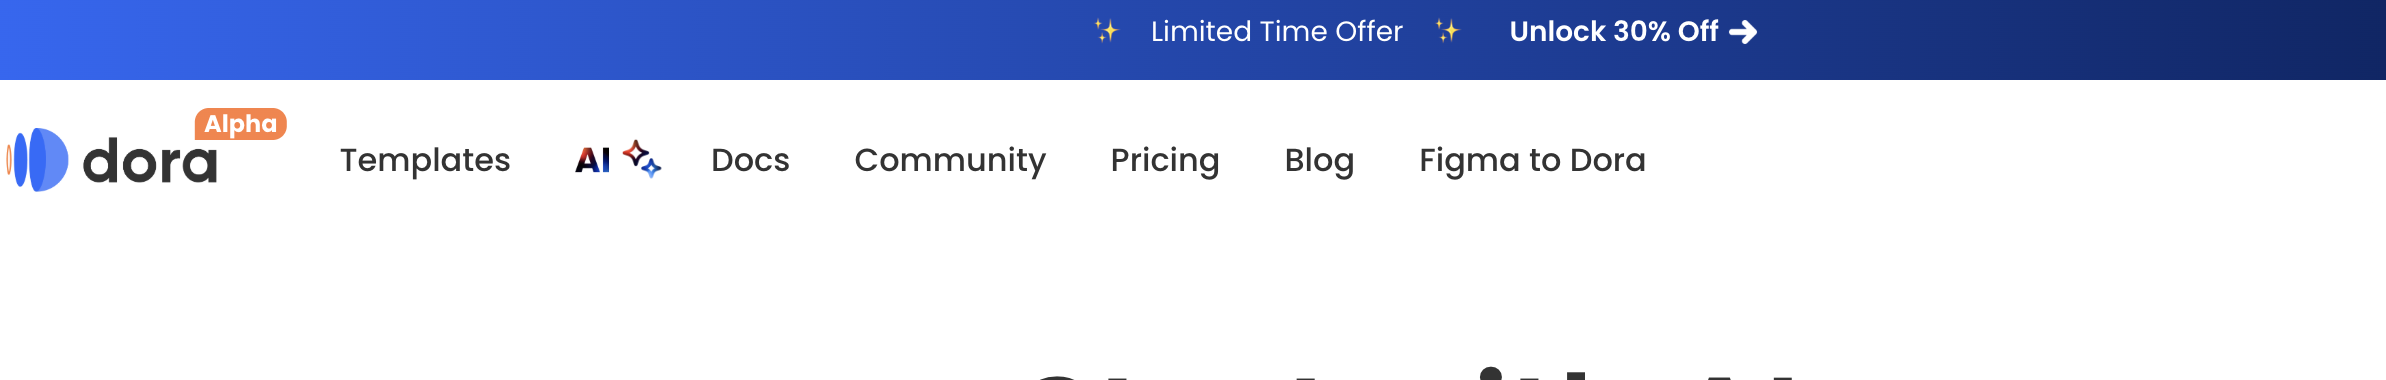 ✨ Limited Time Offer ✨ Unlock 30% Off →
dora Alpha
Templates AI Docs Community Pricing Blog Figma to Dora